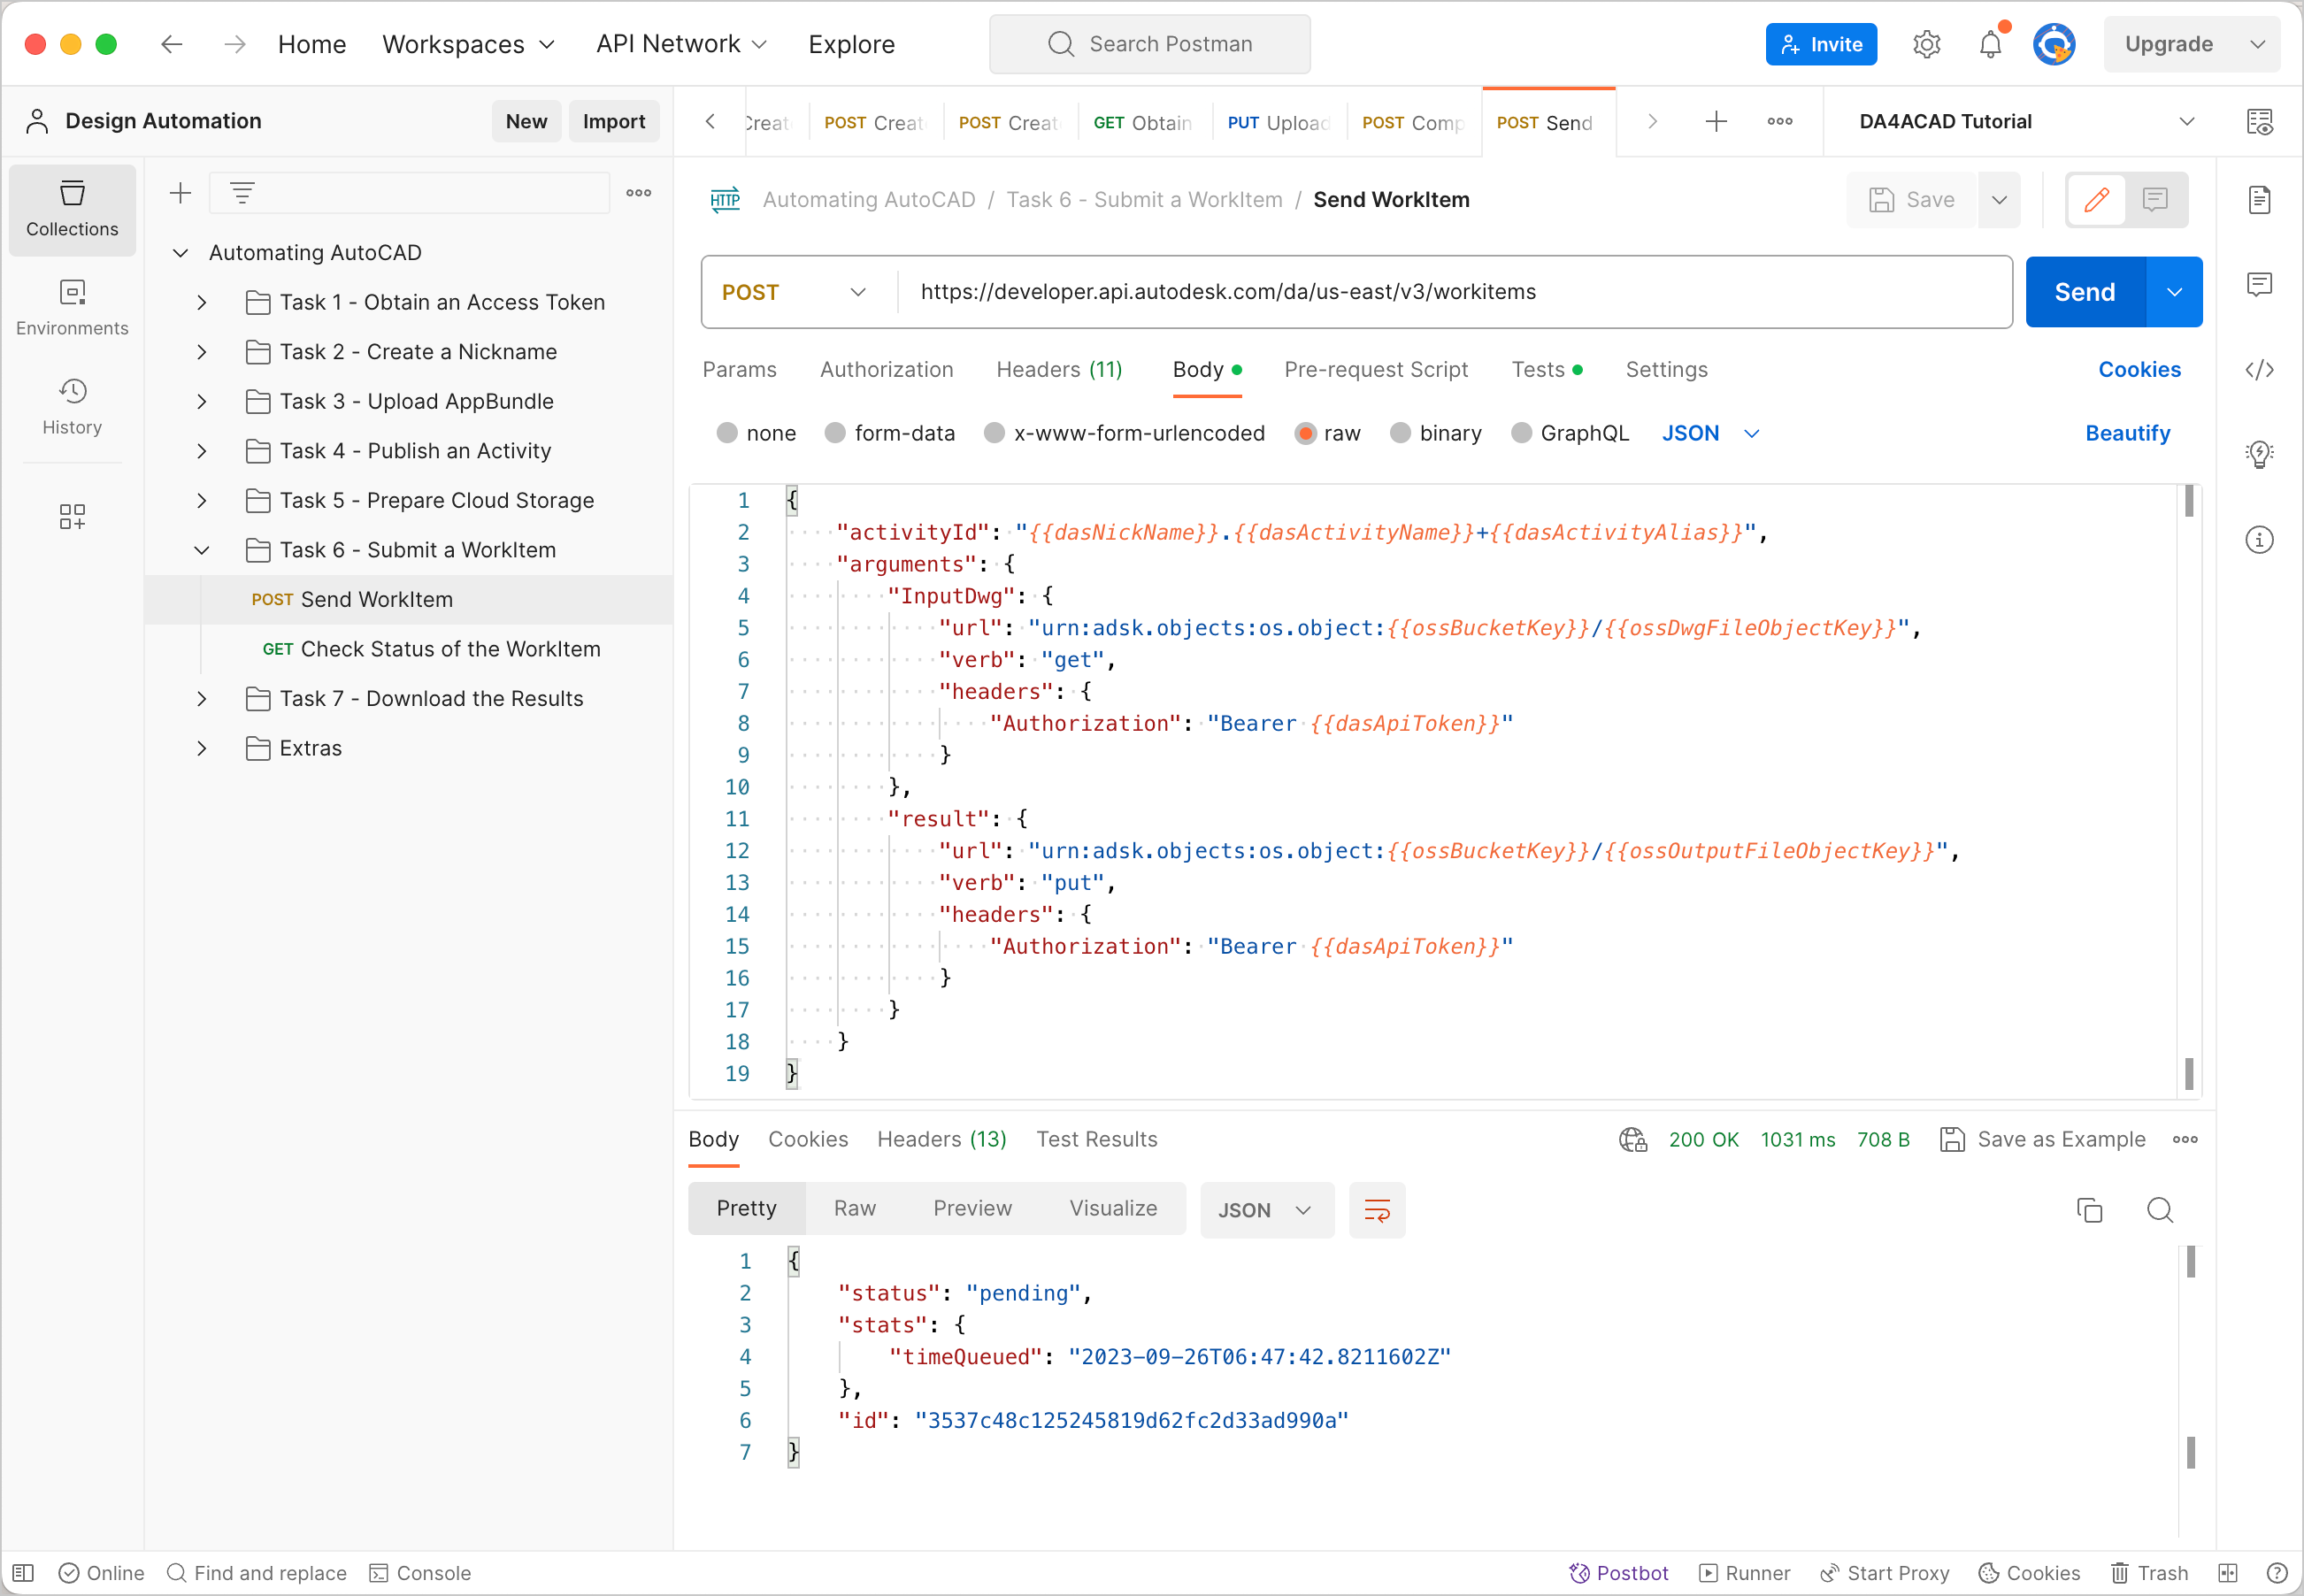 Home Workspaces API Network Explore Search Postman Invite Upgrade
Design Automation New Import POST Creat POST Creat GET Obtain PUT Upload POST Comp POST Send DA4ACAD Tutorial
Collections
Environments
History
Automating AutoCAD
Task 1 - Obtain an Access Token
Task 2 - Create a Nickname
Task 3 - Upload AppBundle
Task 4 - Publish an Activity
Task 5 - Prepare Cloud Storage
Task 6 - Submit a WorkItem
POST Send WorkItem
GET Check Status of the WorkItem
Task 7 - Download the Results
Extras
HTTP Automating AutoCAD / Task 6 - Submit a WorkItem / Send WorkItem Save
POST https://developer.api.autodesk.com/da/us-east/v3/workitems Send
Params Authorization Headers (11) Body Pre-request Script Tests Settings Cookies
none form-data x-www-form-urlencoded raw binary GraphQL JSON Beautify
1 {
2 "activityId": "{{dasNickName}}.{{dasActivityName}}+{{dasActivityAlias}}",
3 "arguments": {
4 "InputDwg": {
5 "url": "urn:adsk.objects:os.object:{{ossBucketKey}}/{{ossDwgFileObjectKey}}",
6 "verb": "get",
7 "headers": {
8 "Authorization": "Bearer {{dasApiToken}}"
9 }
10 },
11 "result": {
12 "url": "urn:adsk.objects:os.object:{{ossBucketKey}}/{{ossOutputFileObjectKey}}",
13 "verb": "put",
14 "headers": {
15 "Authorization": "Bearer {{dasApiToken}}"
16 }
17 }
18 }
19 }
Body Cookies Headers (13) Test Results 200 OK 1031 ms 708 B Save as Example
Pretty Raw Preview Visualize JSON
1 {
2 "status": "pending",
3 "stats": {
4 "timeQueued": "2023-09-26T06:47:42.8211602Z"
5 },
6 "id": "3537c48c125245819d62fc2d33ad990a"
7 }
Online Find and replace Console Postbot Runner Start Proxy Cookies Trash